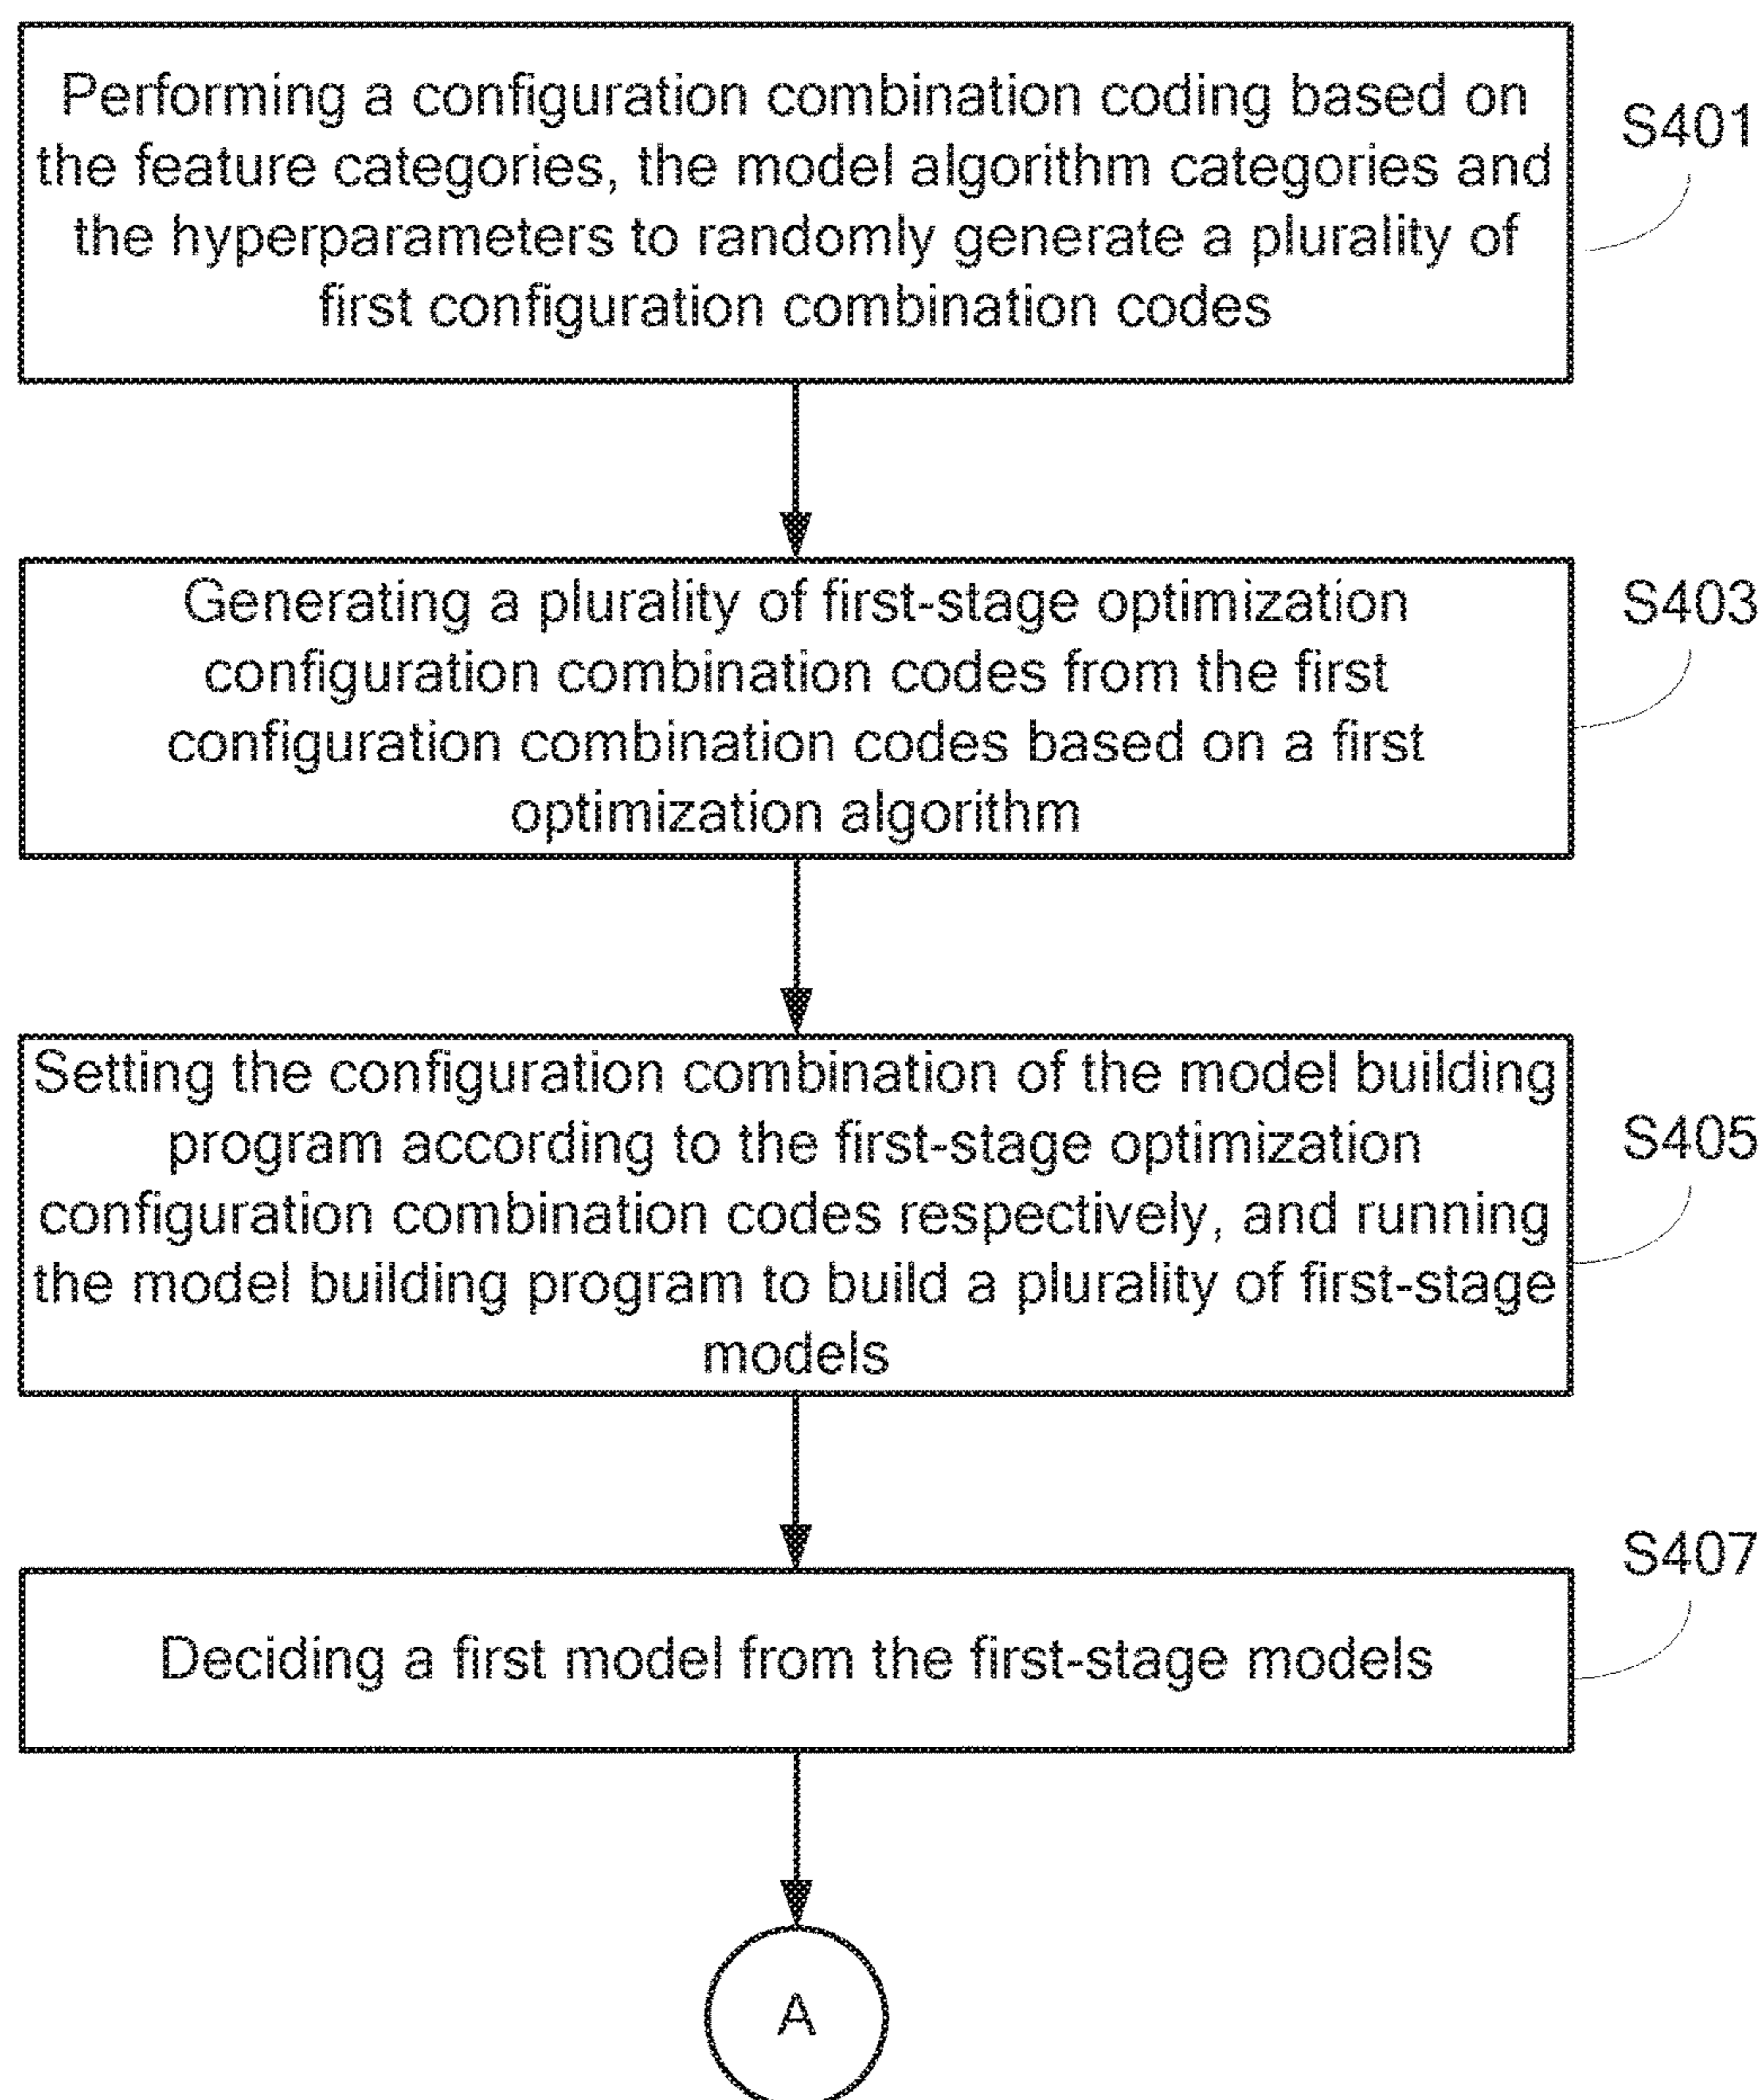 Performing a configuration combination coding based on
the feature categories, the model algorithm categories and
the hyperparameters to randomly generate a plurality of
first configuration combination codes
S401
Generating a plurality of first-stage optimization
configuration combination codes from the first
configuration combination codes based on a first
optimization algorithm
S403
Setting the configuration combination of the model building
program according to the first-stage optimization
configuration combination codes respectively, and running
the model building program to build a plurality of first-stage
models
S405
Deciding a first model from the first-stage models
S407
A